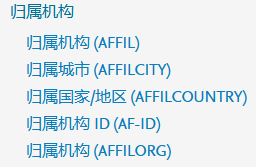 归属机构
归属机构 (AFFIL)
归属城市 (AFFILCITY)
归属国家/地区 (AFFILCOUNTRY)
归属机构 ID (AF-ID)
归属机构 (AFFILORG)